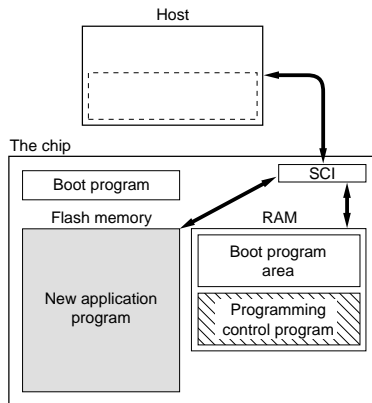 Host
The chip
SCI
Boot program
Flash memory
RAM
Boot program
area
New application
program
Programming
control program